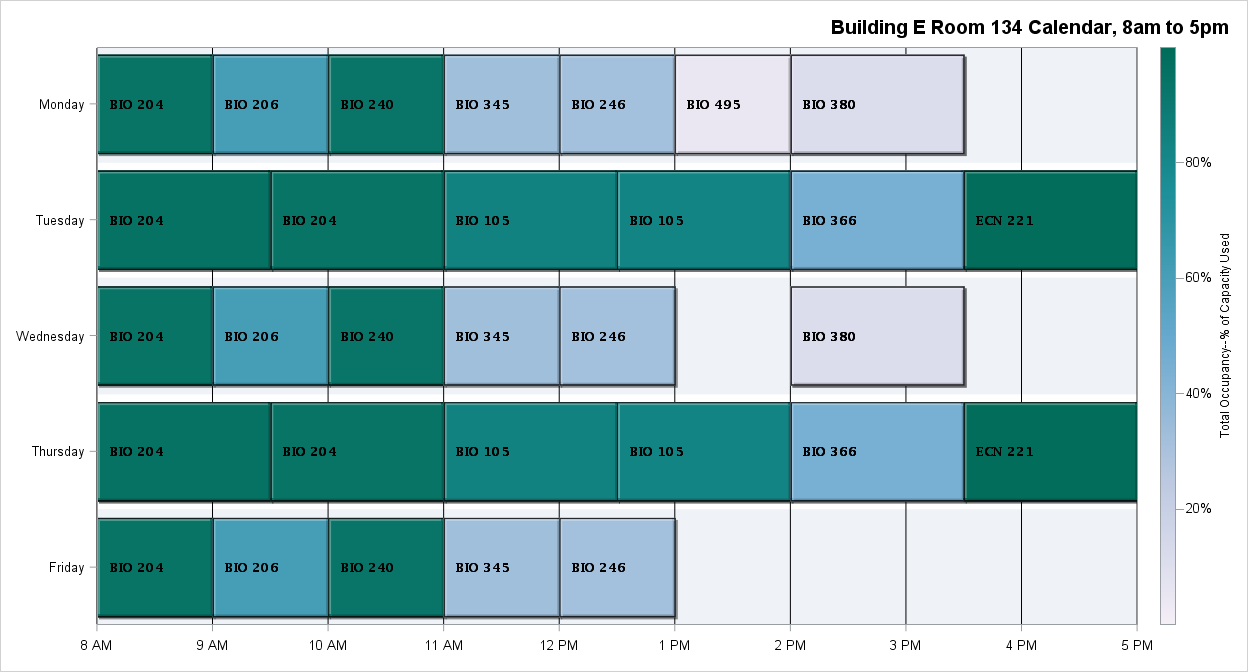 Building E Room 134 Calendar, 8am to 5pm
Monday
BIO 204
BIO 206
BIO 240
BIO 345
BIO 246
BIO 495
BIO 380
Tuesday
BIO 204
BIO 204
BIO 105
BIO 105
BIO 366
ECN 221
Wednesday
BIO 204
BIO 206
BIO 240
BIO 345
BIO 246
BIO 380
Thursday
BIO 204
BIO 204
BIO 105
BIO 105
BIO 366
ECN 221
Friday
BIO 204
BIO 206
BIO 240
BIO 345
BIO 246
8 AM
9 AM
10 AM
11 AM
12 PM
1 PM
2 PM
3 PM
4 PM
5 PM
80%
60%
40%
20%
Total Occupancy--% of Capacity Used